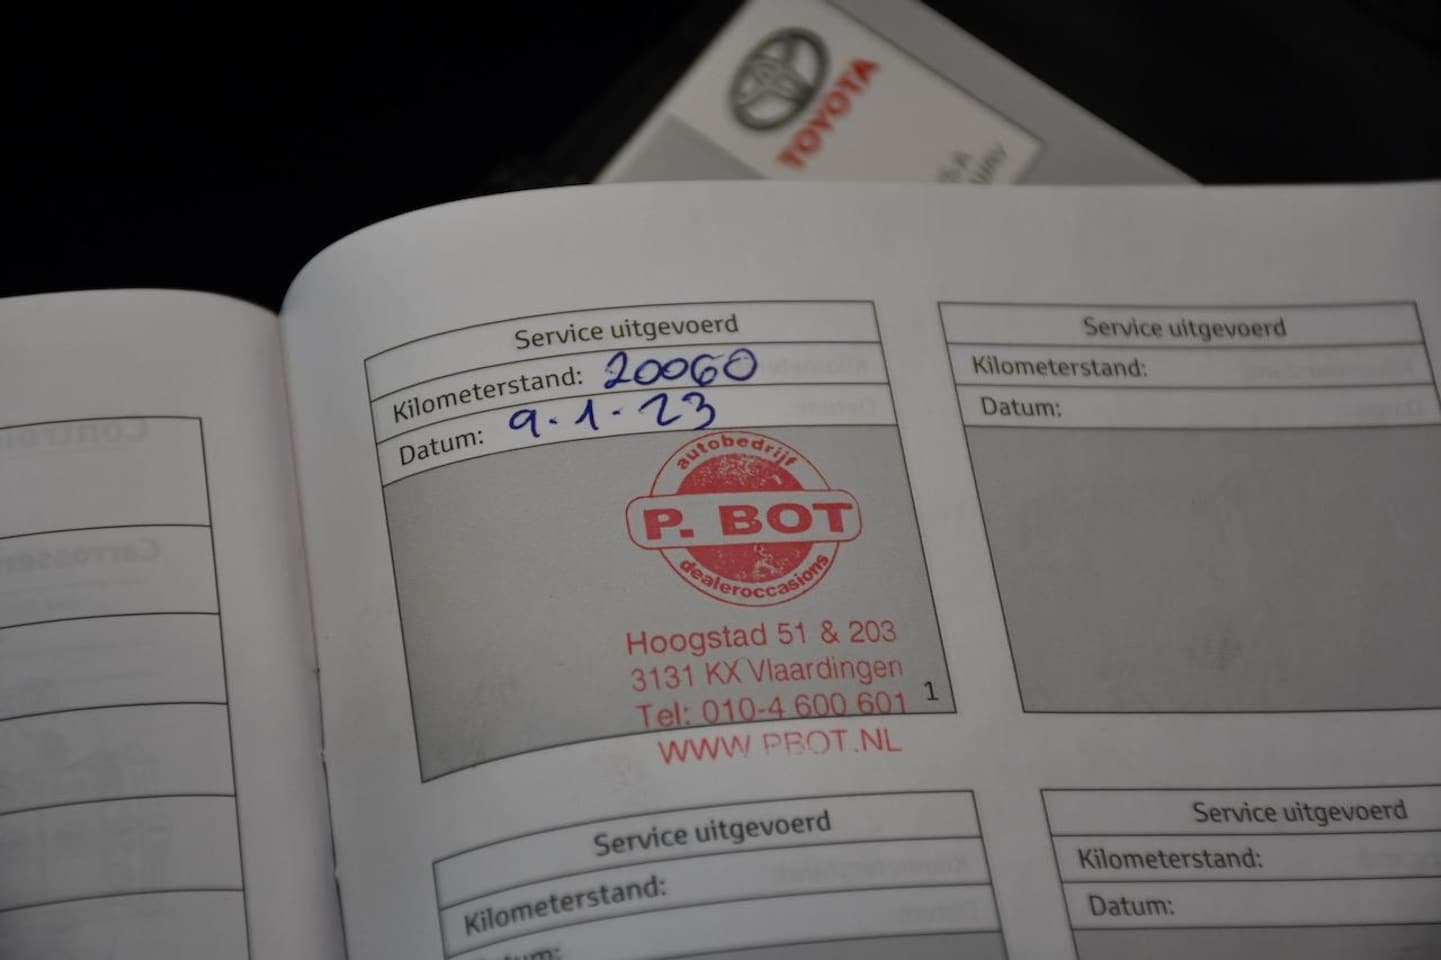 TOYOTA
Service uitgevoerd
Kilometerstand: 20060
Datum: 9-1-23
autobedrijf
P. BOT
dealeroccasions
Hoogstad 51 & 203
3131 KX Vlaardingen
Tel: 010-4 600 601
1
WWW.PBOT.NL
Service uitgevoerd
Kilometerstand:
Datum:
Service uitgevoerd
Kilometerstand:
Service uitgevoerd
Kilometerstand:
Datum: